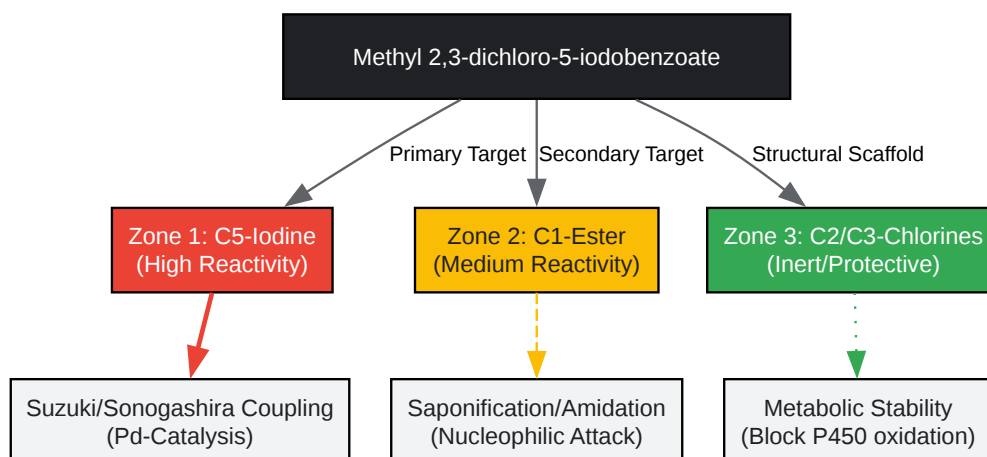 Methyl 2,3-dichloro-5-iodobenzoate
Primary Target
Secondary Target
Structural Scaffold
Zone 1: C5-Iodine
(High Reactivity)
Zone 2: C1-Ester
(Medium Reactivity)
Zone 3: C2/C3-Chlorines
(Inert/Protective)
Suzuki/Sonogashira Coupling
(Pd-Catalysis)
Saponification/Amidation
(Nucleophilic Attack)
Metabolic Stability
(Block P450 oxidation)